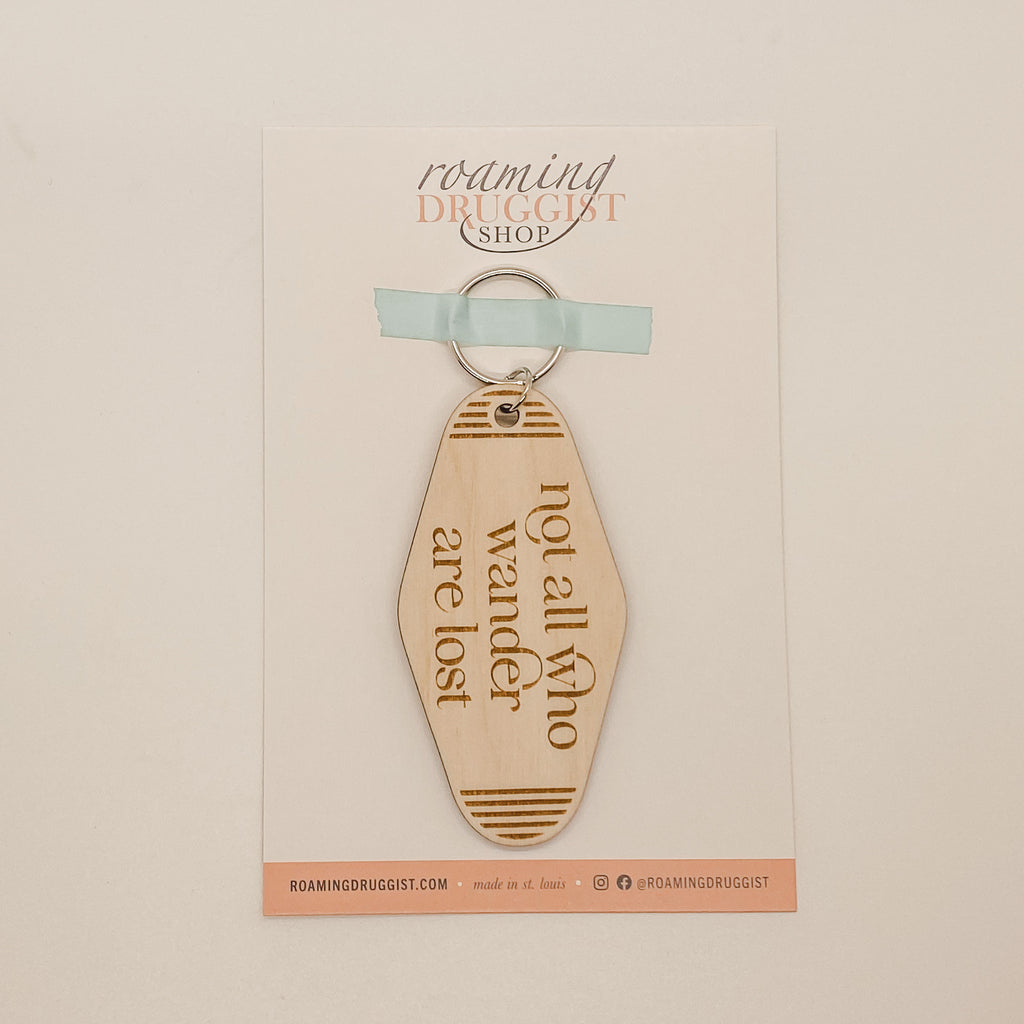 roaming
DRUGGIST
SHOP
not all who
wander
are lost
ROAMINGDRUGGIST.COM • made in st. louis • @ROAMINGDRUGGIST